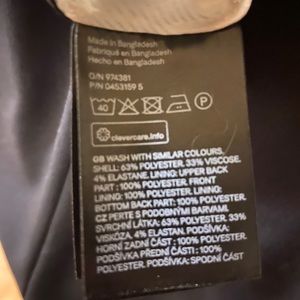 Made in Bangladesh
Fabriqué en Bangladesh
Hecho en Bangladesh
O/N 974381
P/N 0453159 5
40
P
clevercare.info
GB WASH WITH SIMILAR COLOURS.
SHELL: 63% POLYESTER. 33% VISCOSE.
4% ELASTANE. LINING: UPPER BACK
PART : 100% POLYESTER. FRONT
LINING: 100% POLYESTER. LINING:
BOTTOM BACK PART: 100% POLYESTER.
CZ PERTE S PODOBNÝMI BARVAMI.
SVRCHNÍ LÁTKA: 63% POLYESTER, 33%
VISKÓZA, 4% ELASTAN. PODŠÍVKA:
HORNÍ ZADNÍ ČÁST : 100% POLYESTER.
PODŠÍVKA PŘEDNÍ DÍL: 100%
POLYESTER. PODŠÍVKA: SPODNÍ ČÁST